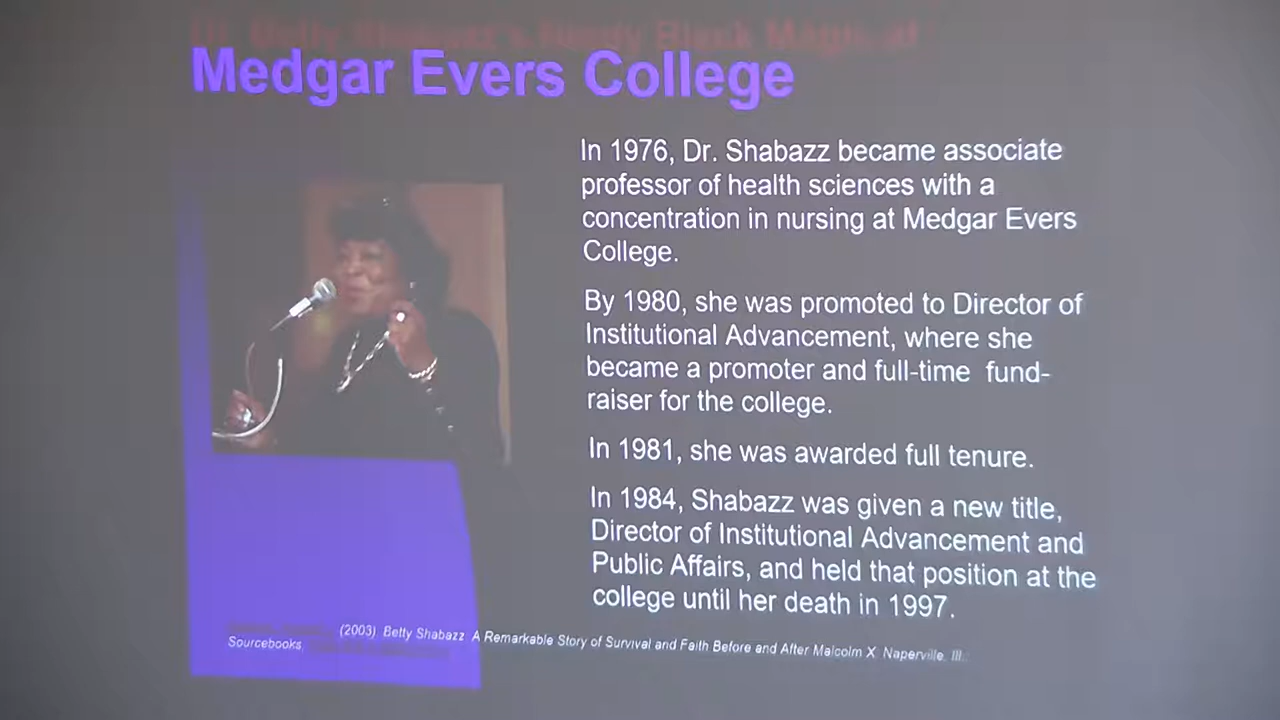 Dr. Betty Shabazz's
Medgar Evers College
In 1976, Dr. Shabazz became associate
professor of health sciences with a
concentration in nursing at Medgar Evers
College.
By 1980, she was promoted to Director of
Institutional Advancement, where she
became a promoter and full-time fund-
raiser for the college.
In 1981, she was awarded full tenure.
In 1984, Shabazz was given a new title,
Director of Institutional Advancement and
Public Affairs, and held that position at the
college until her death in 1997.
(2003) Betty Shabazz A Remarkable Story of Survival and Faith Before and After Malcolm X. Naperville, Ill.:
Sourcebooks.